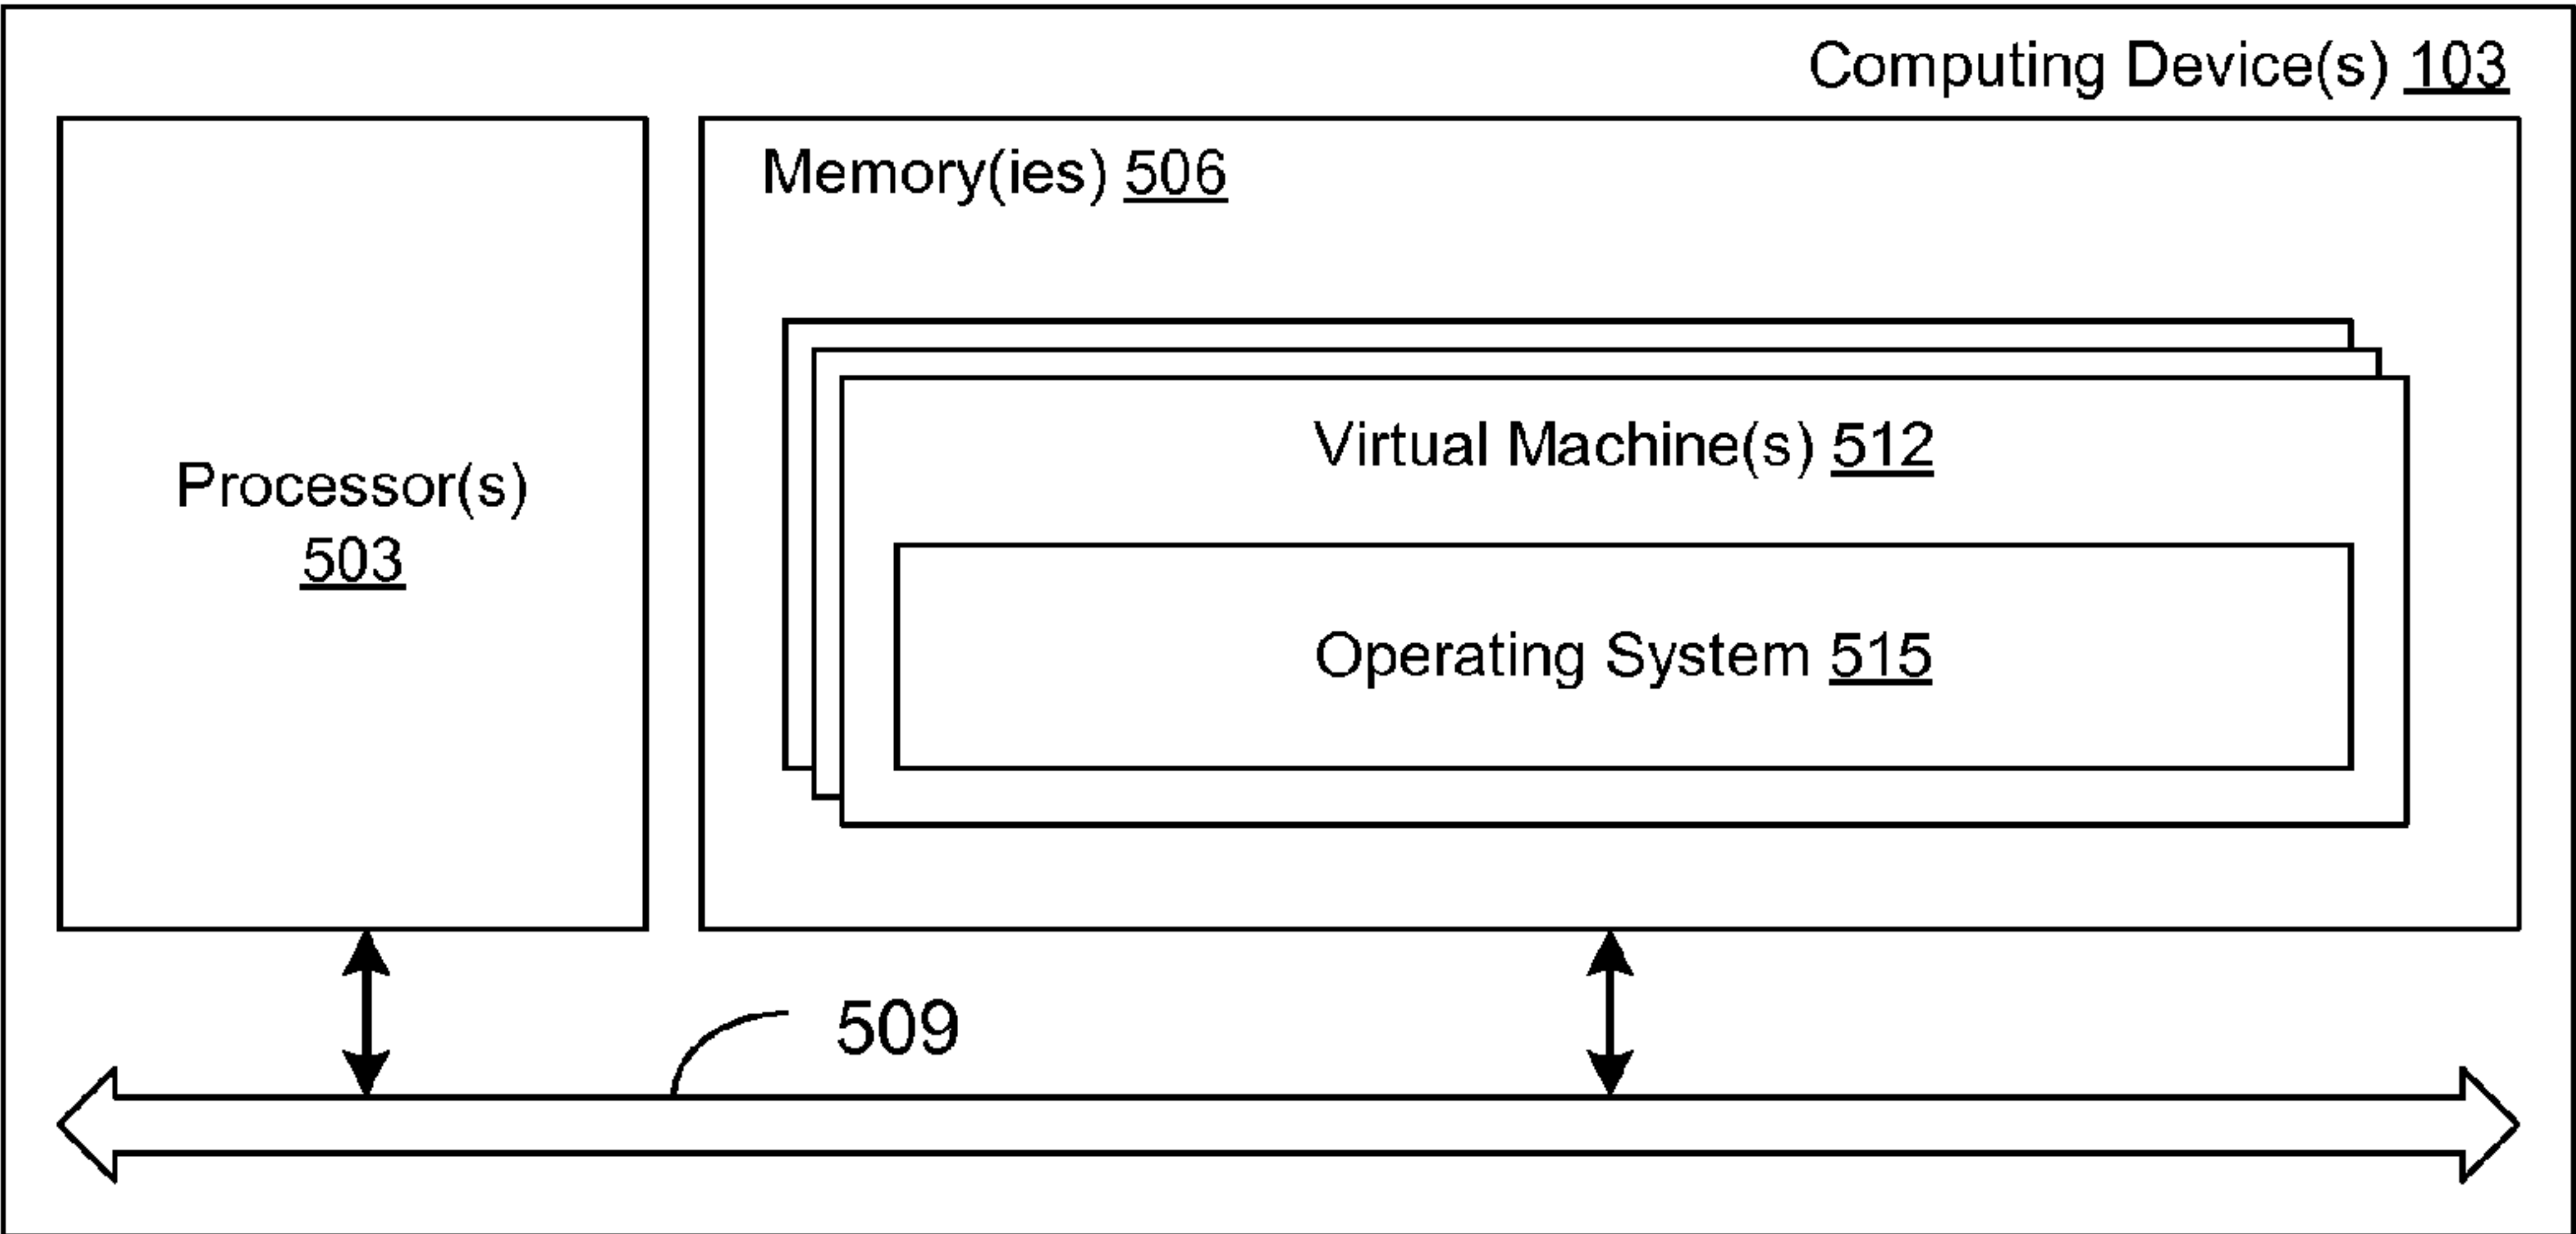 Computing Device(s) 103
Memory(ies) 506
Processor(s)
503
Virtual Machine(s) 512
Operating System 515
509